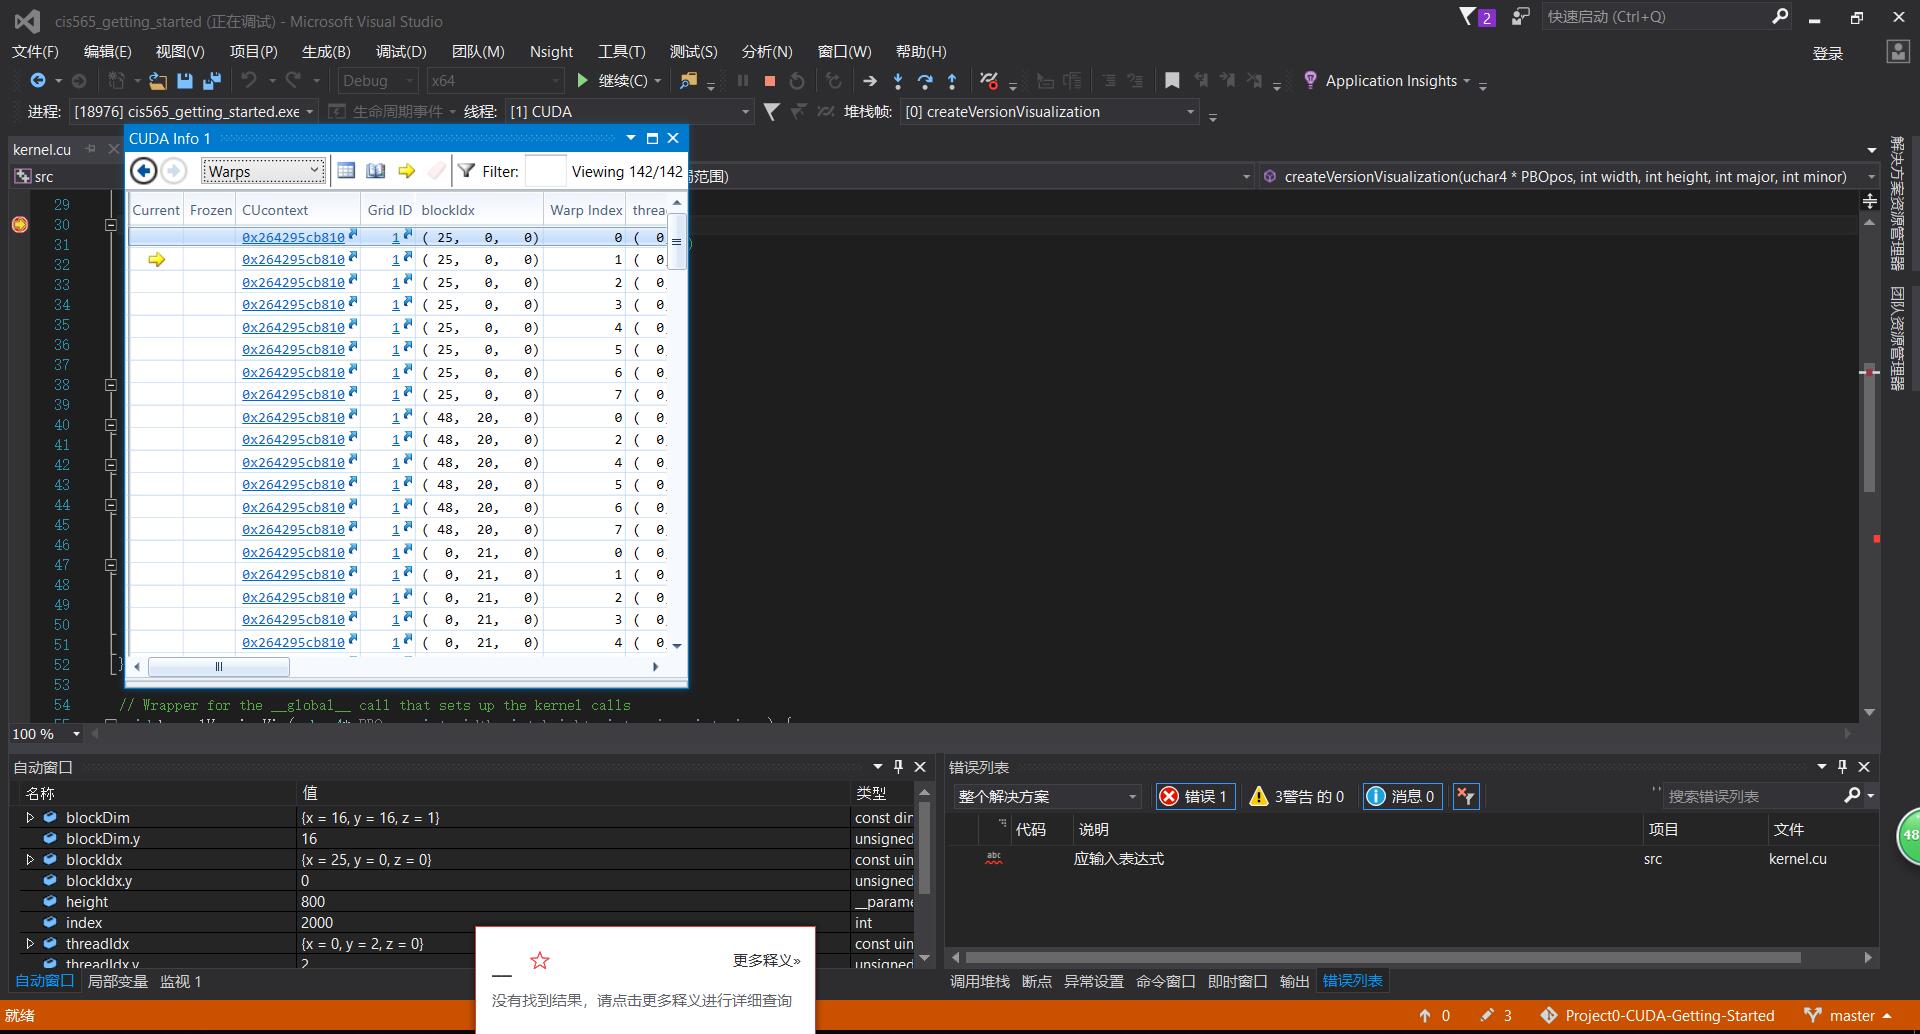 cis565_getting_started (正在调试) - Microsoft Visual Studio
2
快速启动 (Ctrl+Q)
文件(F) 编辑(E) 视图(V) 项目(P) 生成(B) 调试(D) 团队(M) Nsight 工具(T) 测试(S) 分析(N) 窗口(W) 帮助(H)
登录
Debug x64 继续(C) Application Insights
进程: [18976] cis565_getting_started.exe 生命周期事件 线程: [1] CUDA 堆栈帧: [0] createVersionVisualization
kernel.cu
CUDA Info 1
Warps Filter: Viewing 142/142
src
局范围)
createVersionVisualization(uchar4 * PBOpos, int width, int height, int major, int minor)
解决方案资源管理器
团队资源管理器
Current Frozen CUcontext Grid ID blockIdx Warp Index threa
0x264295cb810 1 ( 25, 0, 0) 0 ( 0
0x264295cb810 1 ( 25, 0, 0) 1 ( 0
0x264295cb810 1 ( 25, 0, 0) 2 ( 0
0x264295cb810 1 ( 25, 0, 0) 3 ( 0
0x264295cb810 1 ( 25, 0, 0) 4 ( 0
0x264295cb810 1 ( 25, 0, 0) 5 ( 0
0x264295cb810 1 ( 25, 0, 0) 6 ( 0
0x264295cb810 1 ( 25, 0, 0) 7 ( 0
0x264295cb810 1 ( 48, 20, 0) 0 ( 0
0x264295cb810 1 ( 48, 20, 0) 2 ( 0
0x264295cb810 1 ( 48, 20, 0) 4 ( 0
0x264295cb810 1 ( 48, 20, 0) 5 ( 0
0x264295cb810 1 ( 48, 20, 0) 6 ( 0
0x264295cb810 1 ( 48, 20, 0) 7 ( 0
0x264295cb810 1 ( 0, 21, 0) 0 ( 0
0x264295cb810 1 ( 0, 21, 0) 1 ( 0
0x264295cb810 1 ( 0, 21, 0) 2 ( 0
0x264295cb810 1 ( 0, 21, 0) 3 ( 0
0x264295cb810 1 ( 0, 21, 0) 4 ( 0
29
30
31
32
33
34
35
36
37
38
39
40
41
42
43
44
45
46
47
48
49
50
51
52 }
53
54 // Wrapper for the __global__ call that sets up the kernel calls
100 %
自动窗口
名称 值 类型
blockDim {x = 16, y = 16, z = 1} const dim
blockDim.y 16 unsigned
blockIdx {x = 25, y = 0, z = 0} const uin
blockIdx.y 0 unsigned
height 800 __parame
index 2000 int
threadIdx {x = 0, y = 2, z = 0} const uin
threadIdx.y 2 unsigned
自动窗口 局部变量 监视 1
错误列表
整个解决方案 错误 1 3警告 的 0 消息 0 搜索错误列表
代码 说明 项目 文件
abc 应输入表达式 src kernel.cu
48
调用堆栈 断点 异常设置 命令窗口 即时窗口 输出 错误列表
__ 更多释义»
没有找到结果，请点击更多释义进行详细查询
就绪
0 3 Project0-CUDA-Getting-Started master